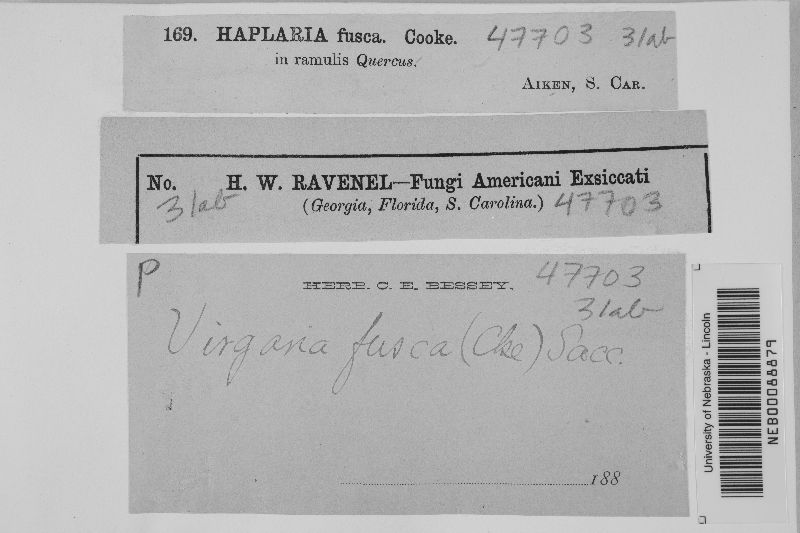 169. HAPLARIA fusca. Cooke. 47703 3lab
in ramulis Quercus.
AIKEN, S. CAR.
No. H. W. RAVENEL—Fungi Americani Exsiccati
3lab (Georgia, Florida, S. Carolina.) 47703
P
HERB. C. E. BESSEY. 47703
3lab
Virgaria fusca (Cke) Sacc.
188
University of Nebraska - Lincoln
NEB00088879